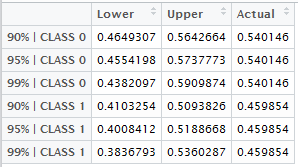 Lower Upper Actual
90% | CLASS 0 0.4649307 0.5642664 0.540146
95% | CLASS 0 0.4554198 0.5737773 0.540146
99% | CLASS 0 0.4382097 0.5909874 0.540146
90% | CLASS 1 0.4103254 0.5093826 0.459854
95% | CLASS 1 0.4008412 0.5188668 0.459854
99% | CLASS 1 0.3836793 0.5360287 0.459854